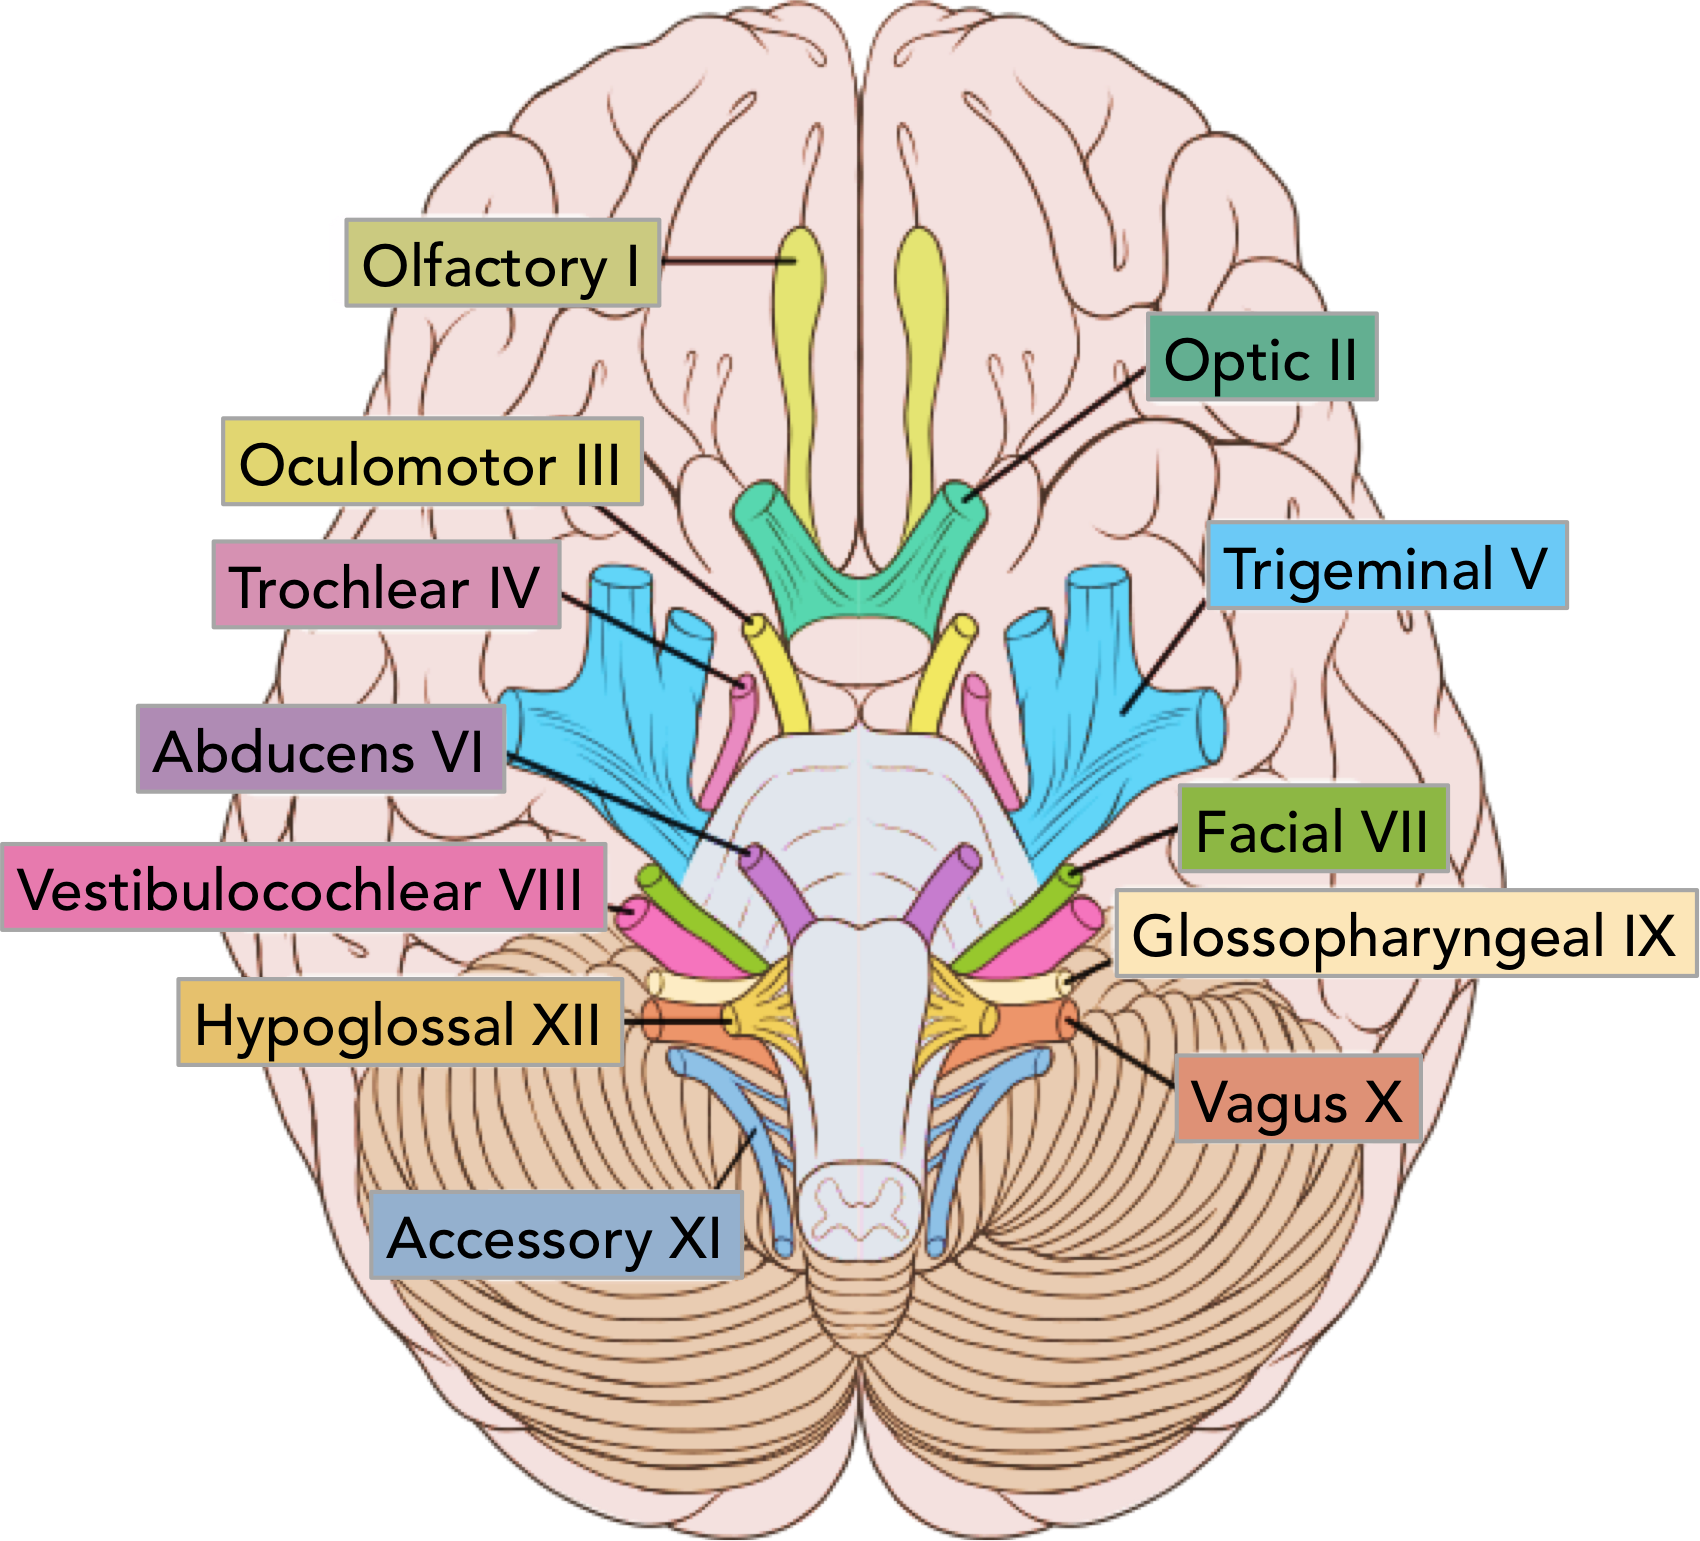 Olfactory I
Optic II
Oculomotor III
Trochlear IV
Trigeminal V
Abducens VI
Facial VII
Vestibulocochlear VIII
Glossopharyngeal IX
Hypoglossal XII
Vagus X
Accessory XI